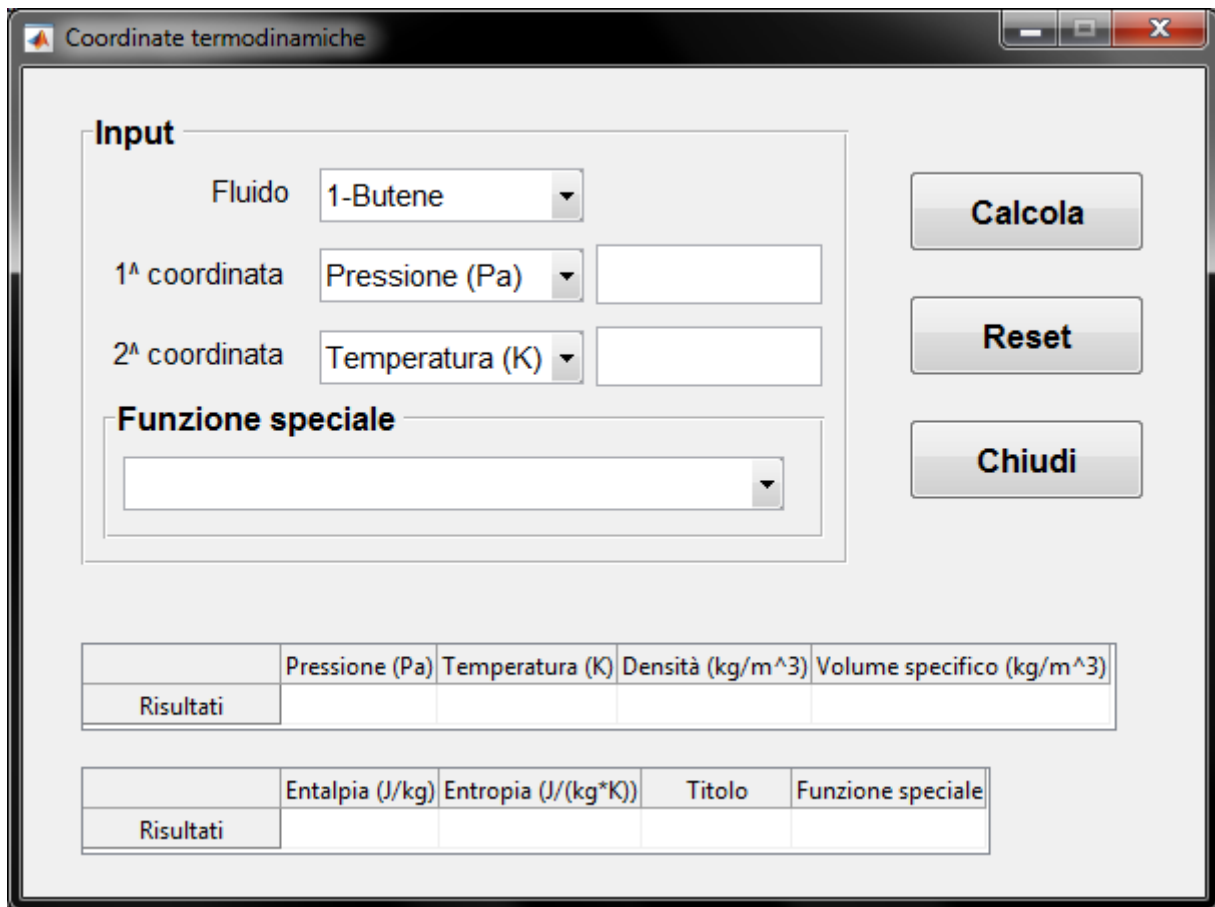 Coordinate termodinamiche
Input
Fluido 1-Butene
Calcola
1^ coordinata Pressione (Pa)
Reset
2^ coordinata Temperatura (K)
Funzione speciale
Chiudi
Pressione (Pa) Temperatura (K) Densità (kg/m^3) Volume specifico (kg/m^3)
Risultati
Entalpia (J/kg) Entropia (J/(kg*K)) Titolo Funzione speciale
Risultati